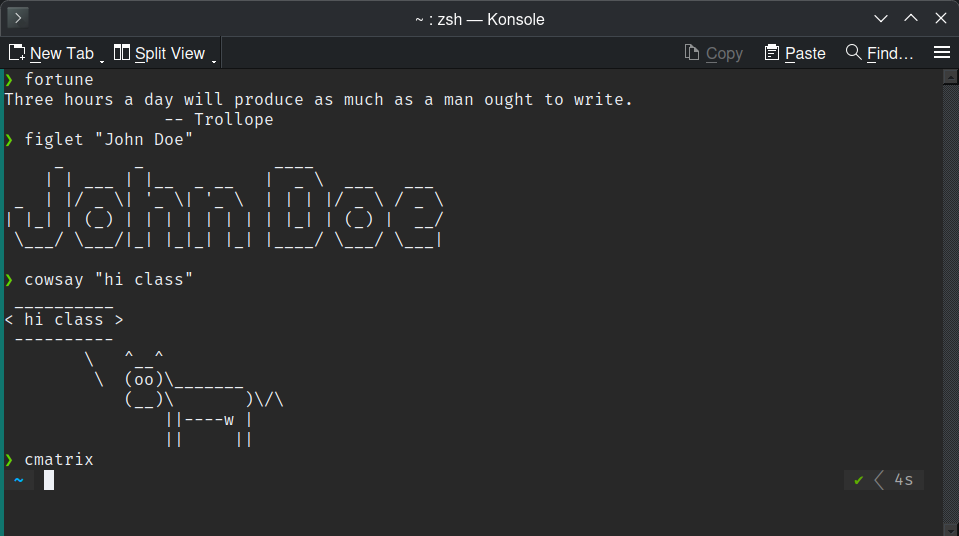 ~ : zsh — Konsole
New Tab Split View Copy Paste Find...
❯ fortune
Three hours a day will produce as much as a man ought to write.
                -- Trollope
❯ figlet "John Doe"
     _       _             ____
    | | ___ | |__  _ __   |  _ \  ___   ___
 _  | |/ _ \| '_ \| '_ \  | | | |/ _ \ / _ \
| |_| | (_) | | | | | | | | |_| | (_) |  __/
 \___/ \___/|_| |_|_| |_| |____/ \___/ \___|
❯ cowsay "hi class"
 __________
< hi class >
 ----------
        \   ^__^
         \  (oo)\_______
            (__)\       )\/\
                ||----w |
                ||     ||
❯ cmatrix
~ ✔ 4s